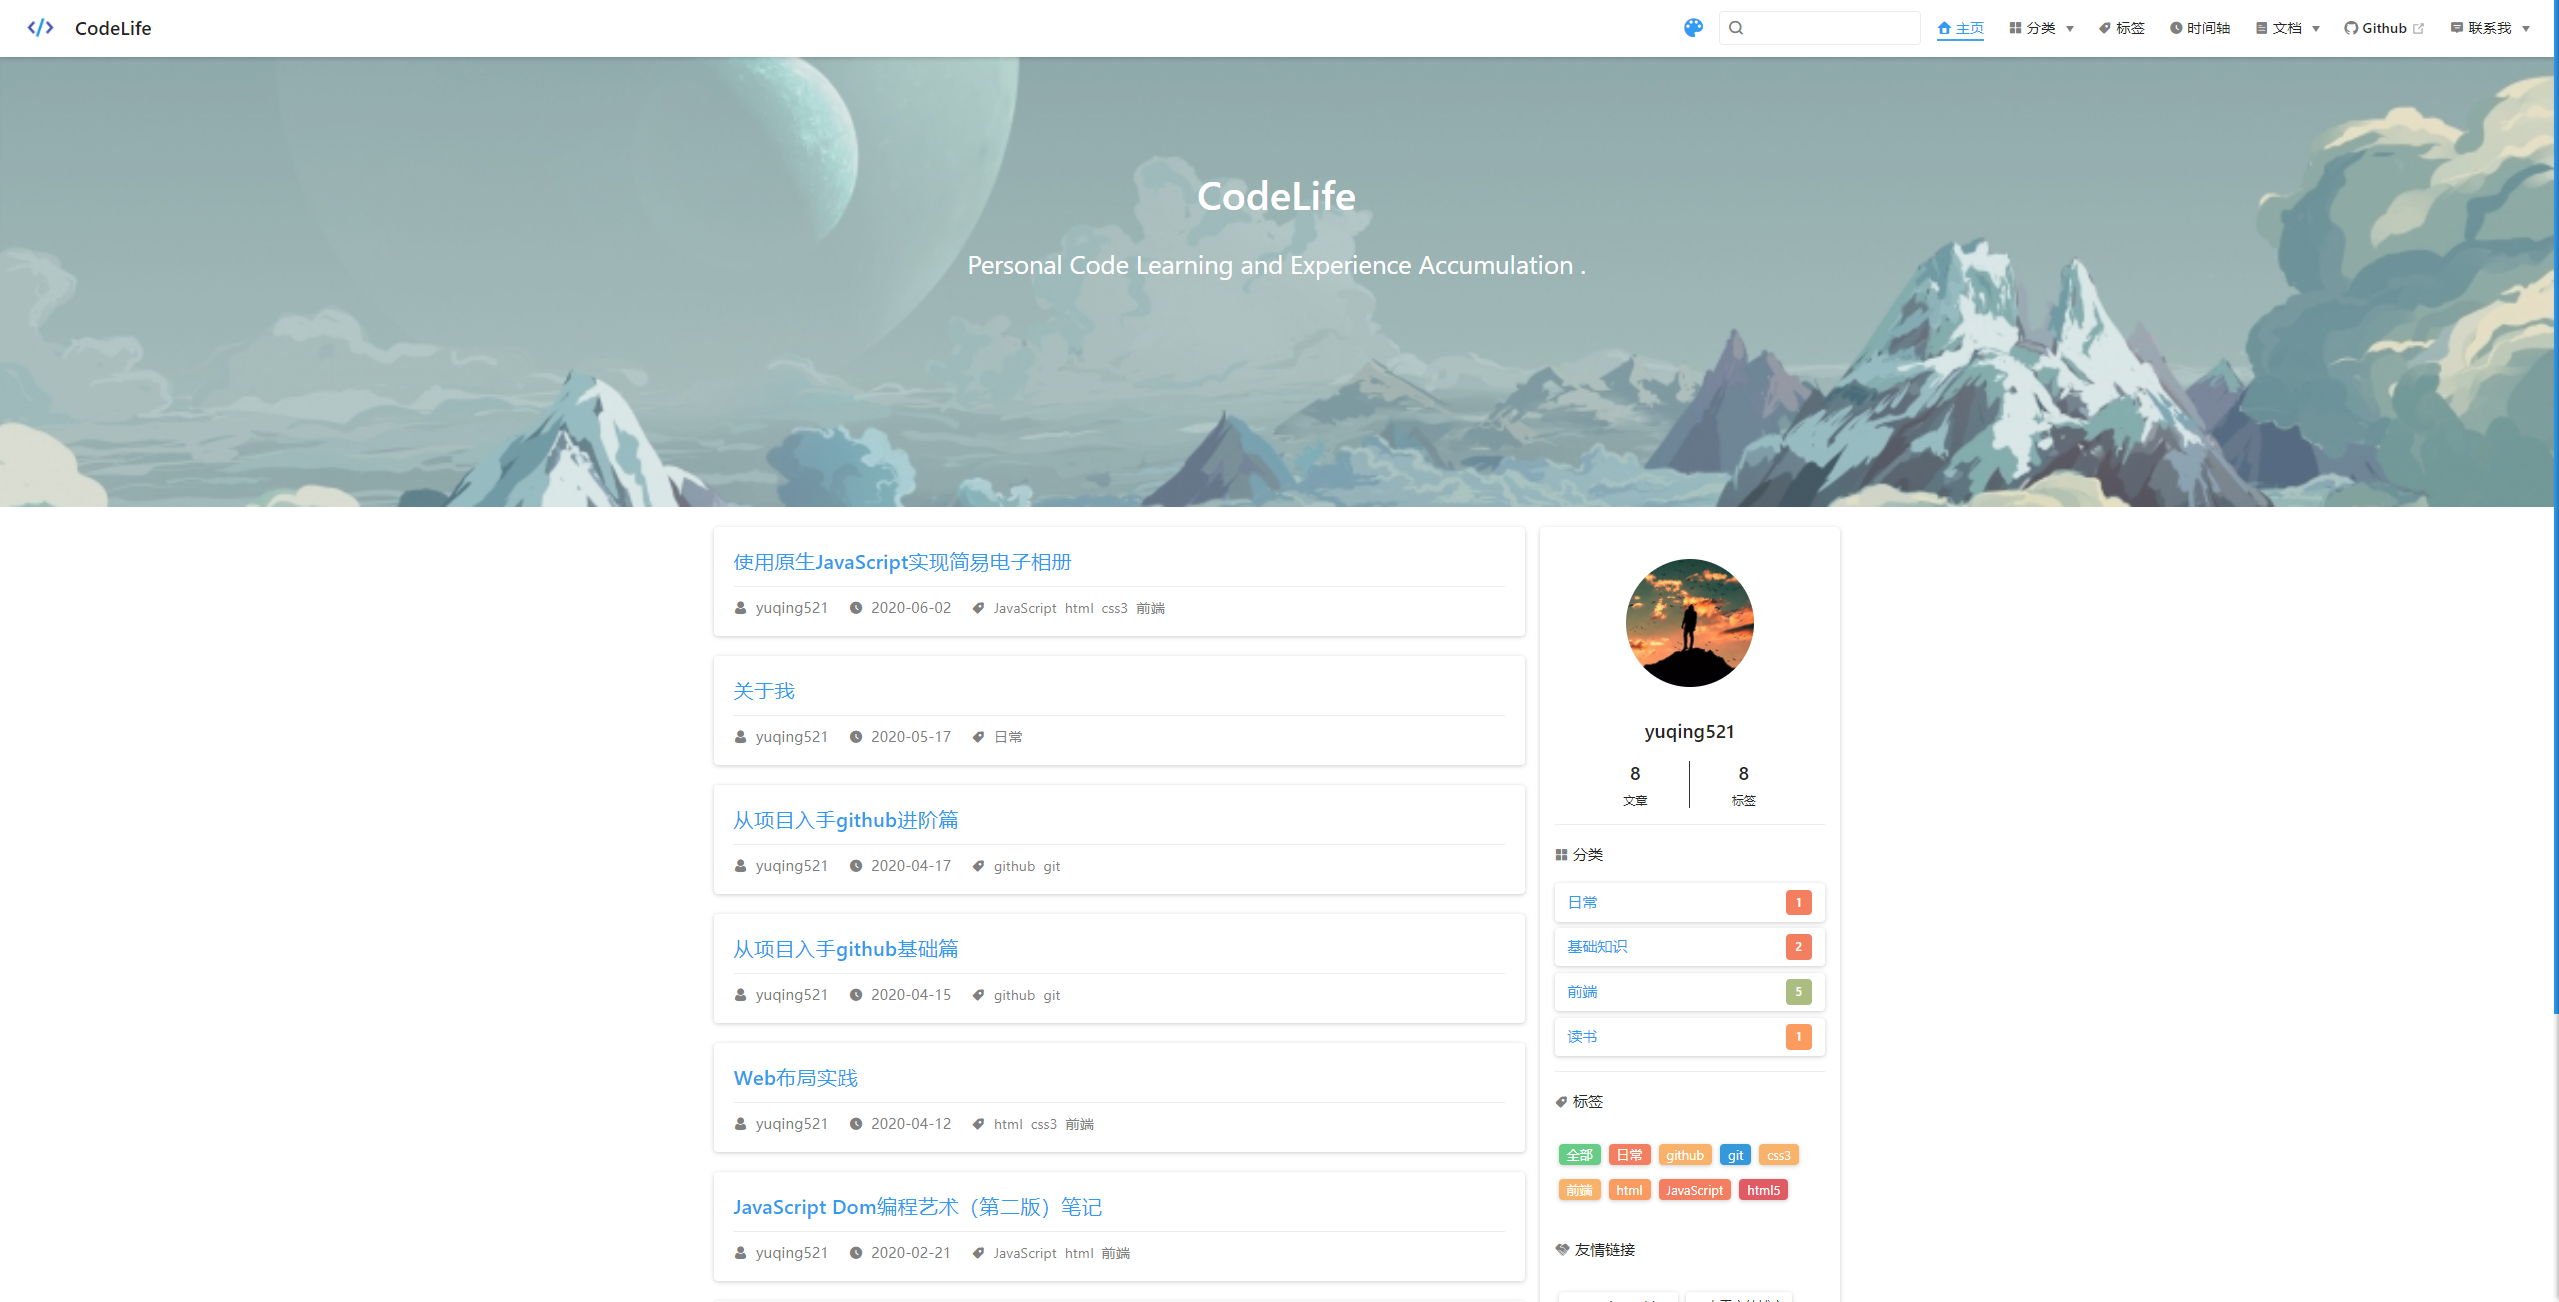 CodeLife
主页 分类 标签 时间轴 文档 Github 联系我
CodeLife
Personal Code Learning and Experience Accumulation .
使用原生JavaScript实现简易电子相册
yuqing521 2020-06-02 JavaScript html css3 前端
关于我
yuqing521 2020-05-17 日常
从项目入手github进阶篇
yuqing521 2020-04-17 github git
从项目入手github基础篇
yuqing521 2020-04-15 github git
Web布局实践
yuqing521 2020-04-12 html css3 前端
JavaScript Dom编程艺术（第二版）笔记
yuqing521 2020-02-21 JavaScript html 前端
yuqing521
8 8
文章 标签
分类
日常 1
基础知识 2
前端 5
读书 1
标签
全部 日常 github git css3
前端 html JavaScript html5
友情链接